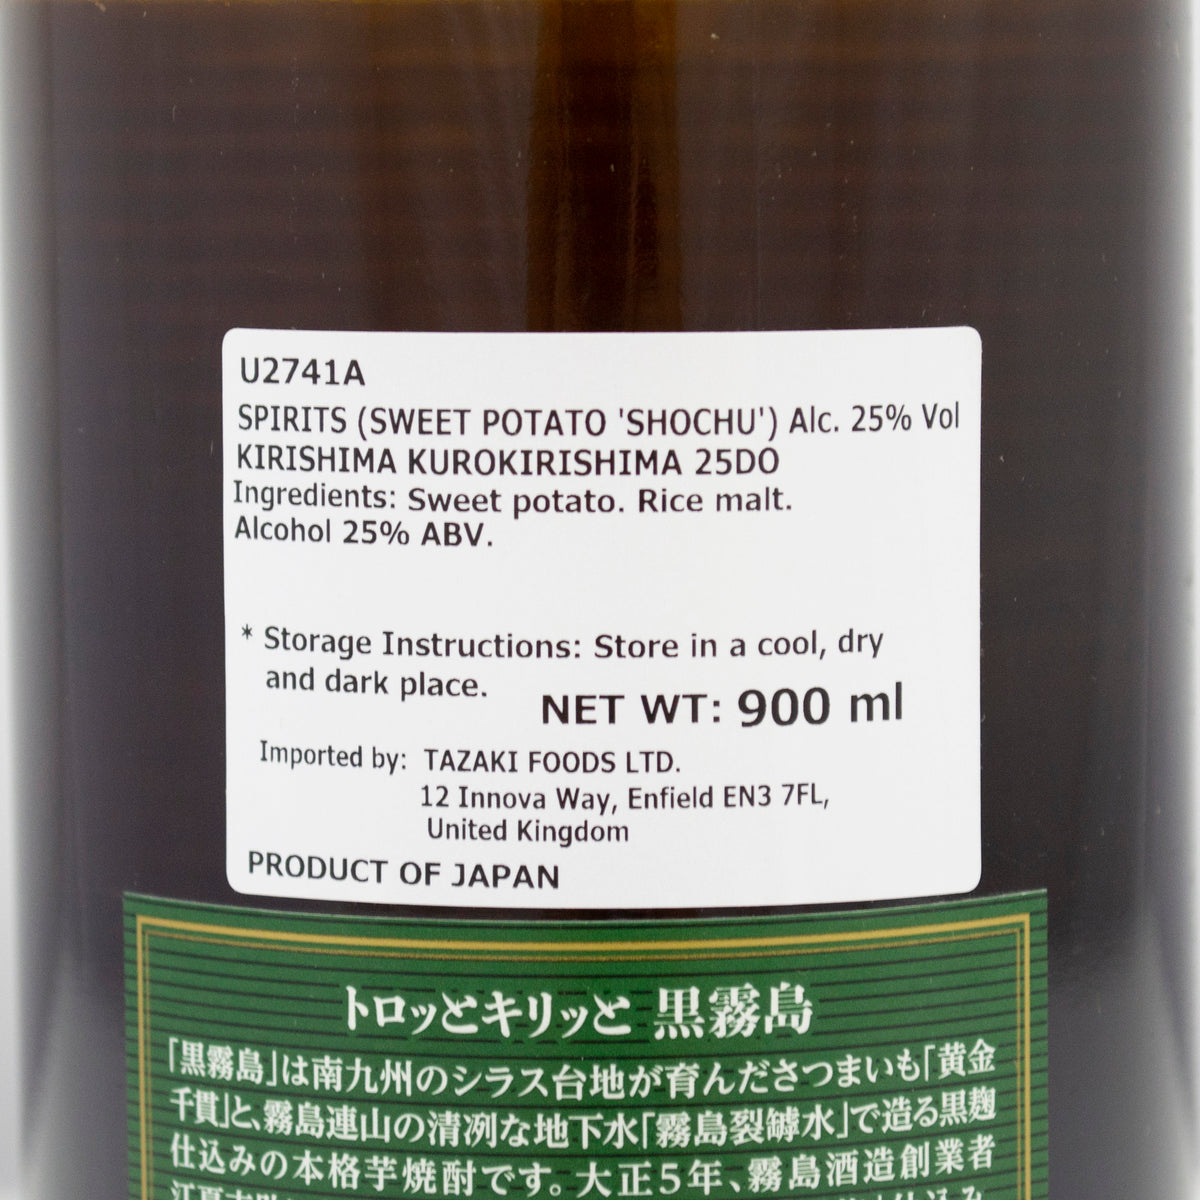 U2741A
SPIRITS (SWEET POTATO 'SHOCHU') Alc. 25% Vol
KIRISHIMA KUROKIRISHIMA 25DO
Ingredients: Sweet potato. Rice malt.
Alcohol 25% ABV.
* Storage Instructions: Store in a cool, dry
and dark place.
NET WT: 900 ml
Imported by: TAZAKI FOODS LTD.
12 Innova Way, Enfield EN3 7FL,
United Kingdom
PRODUCT OF JAPAN
トロッとキリッと 黒霧島
「黒霧島」は南九州のシラス台地が育んださつまいも「黄金
千貫」と、霧島連山の清冽な地下水「霧島裂罅水」で造る黒麹
仕込みの本格芋焼酎です。大正5年、霧島酒造創業者